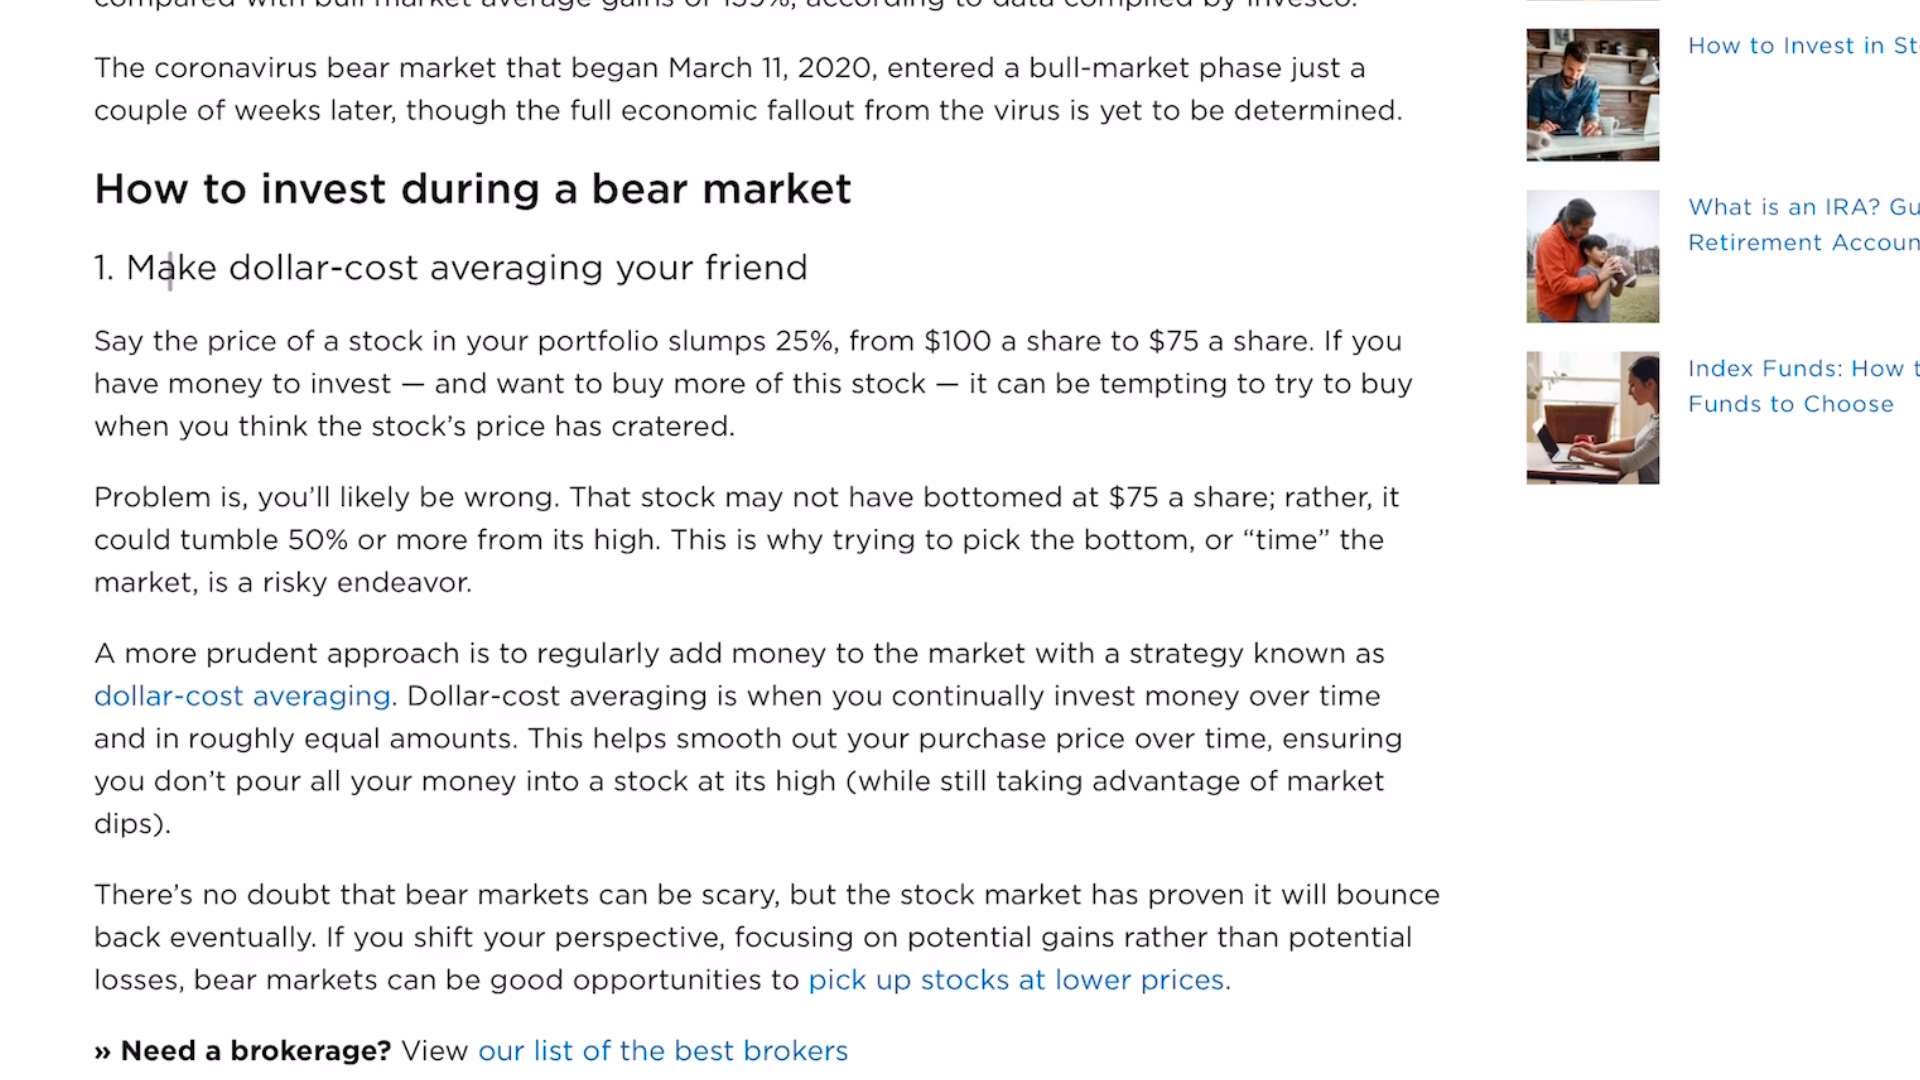 compared with bull market average gains of 159%, according to data compiled by Invesco.
The coronavirus bear market that began March 11, 2020, entered a bull-market phase just a
couple of weeks later, though the full economic fallout from the virus is yet to be determined.
How to invest during a bear market
1. Make dollar-cost averaging your friend
Say the price of a stock in your portfolio slumps 25%, from $100 a share to $75 a share. If you
have money to invest — and want to buy more of this stock — it can be tempting to try to buy
when you think the stock’s price has cratered.
Problem is, you’ll likely be wrong. That stock may not have bottomed at $75 a share; rather, it
could tumble 50% or more from its high. This is why trying to pick the bottom, or “time” the
market, is a risky endeavor.
A more prudent approach is to regularly add money to the market with a strategy known as
dollar-cost averaging. Dollar-cost averaging is when you continually invest money over time
and in roughly equal amounts. This helps smooth out your purchase price over time, ensuring
you don’t pour all your money into a stock at its high (while still taking advantage of market
dips).
There’s no doubt that bear markets can be scary, but the stock market has proven it will bounce
back eventually. If you shift your perspective, focusing on potential gains rather than potential
losses, bear markets can be good opportunities to pick up stocks at lower prices.
» Need a brokerage? View our list of the best brokers
How to Invest in St
What is an IRA? Gu
Retirement Accoun
Index Funds: How t
Funds to Choose